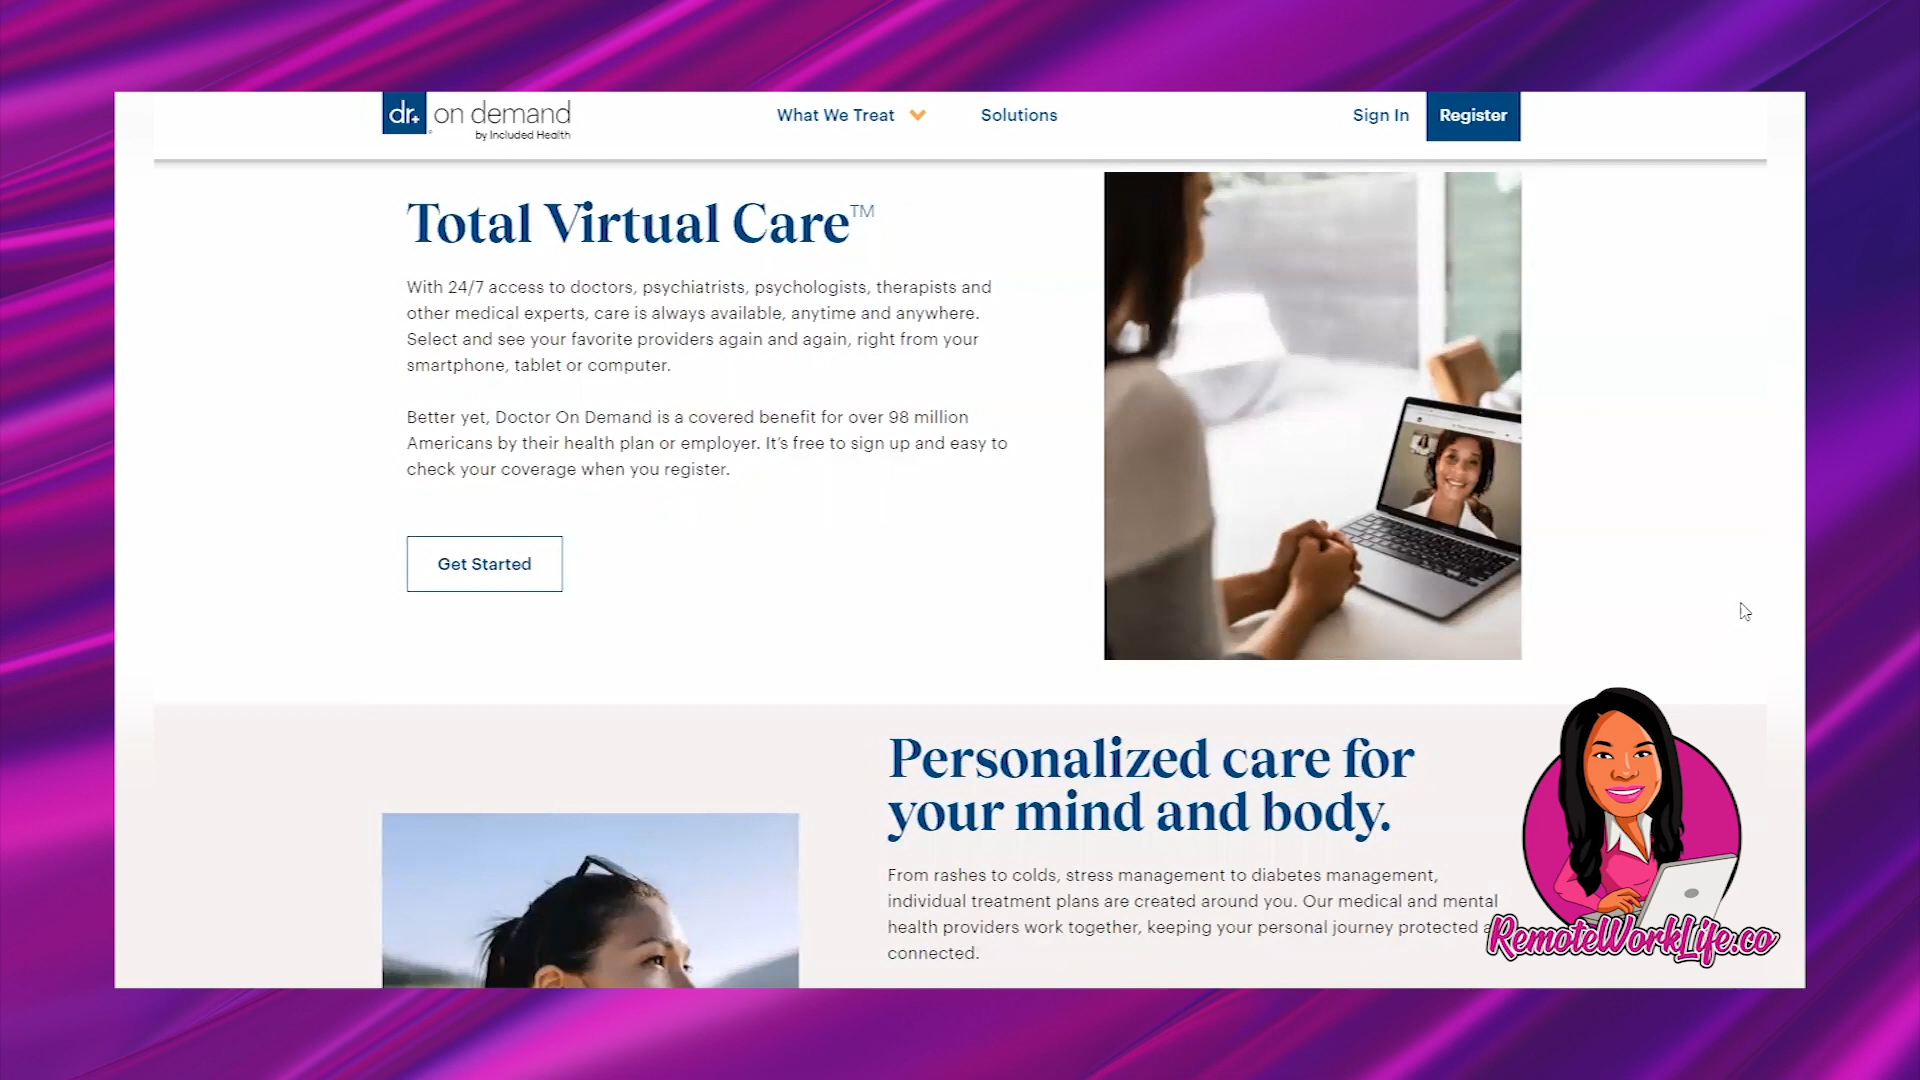 dr+ on demand
by Included Health
What We Treat
Solutions
Sign In
Register
Total Virtual Care™
With 24/7 access to doctors, psychiatrists, psychologists, therapists and
other medical experts, care is always available, anytime and anywhere.
Select and see your favorite providers again and again, right from your
smartphone, tablet or computer.
Better yet, Doctor On Demand is a covered benefit for over 98 million
Americans by their health plan or employer. It's free to sign up and easy to
check your coverage when you register.
Get Started
Personalized care for
your mind and body.
From rashes to colds, stress management to diabetes management,
individual treatment plans are created around you. Our medical and mental
health providers work together, keeping your personal journey protected
connected.
RemoteWorkLife.co